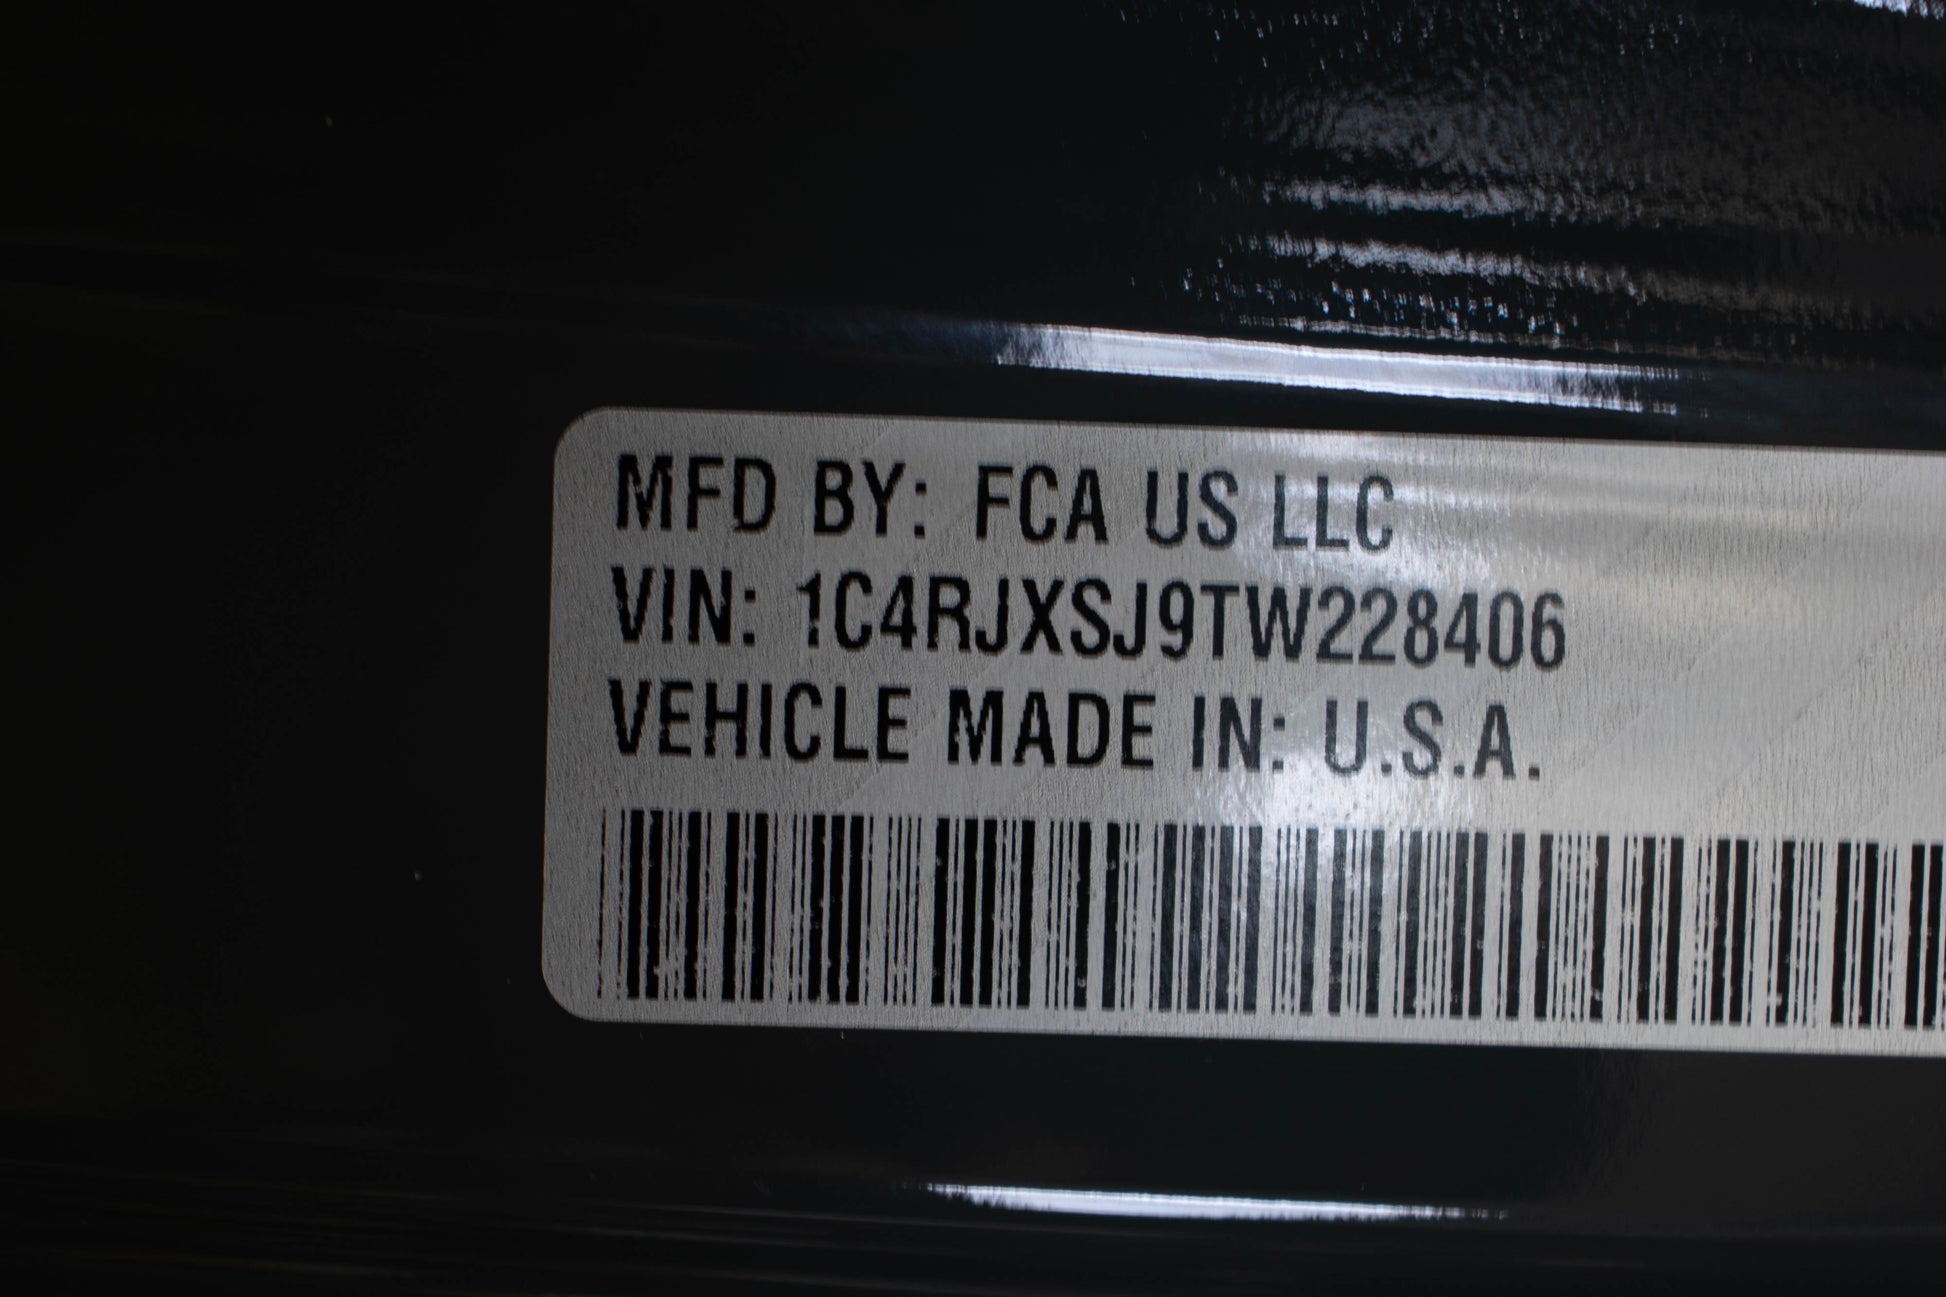 MFD BY: FCA US LLC
VIN: 1C4RJXSJ9TW228406
VEHICLE MADE IN: U.S.A.